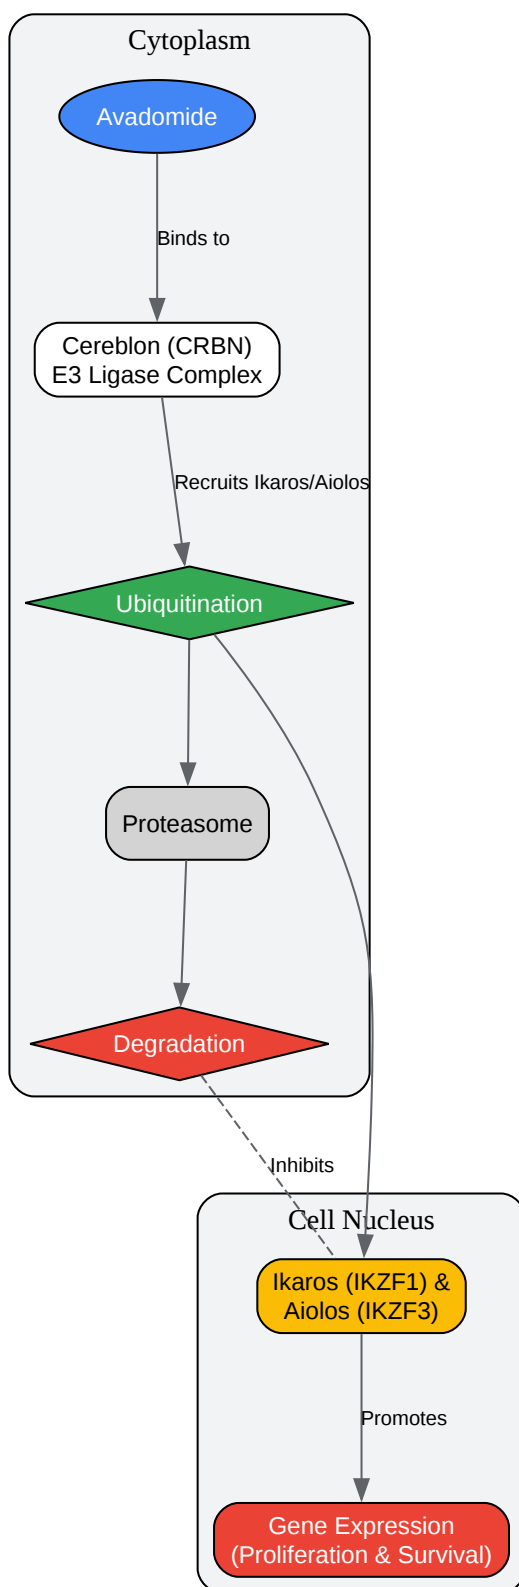 Cytoplasm
Avadomide
Binds to
Cereblon (CRBN)
E3 Ligase Complex
Recruits Ikaros/Aiolos
Ubiquitination
Proteasome
Degradation
Inhibits
Cell Nucleus
Ikaros (IKZF1) &
Aiolos (IKZF3)
Promotes
Gene Expression
(Proliferation & Survival)